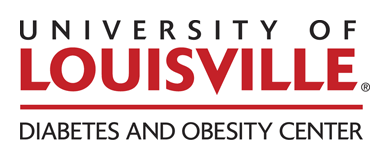 UNIVERSITY OF
LOUISVILLE®
DIABETES AND OBESITY CENTER